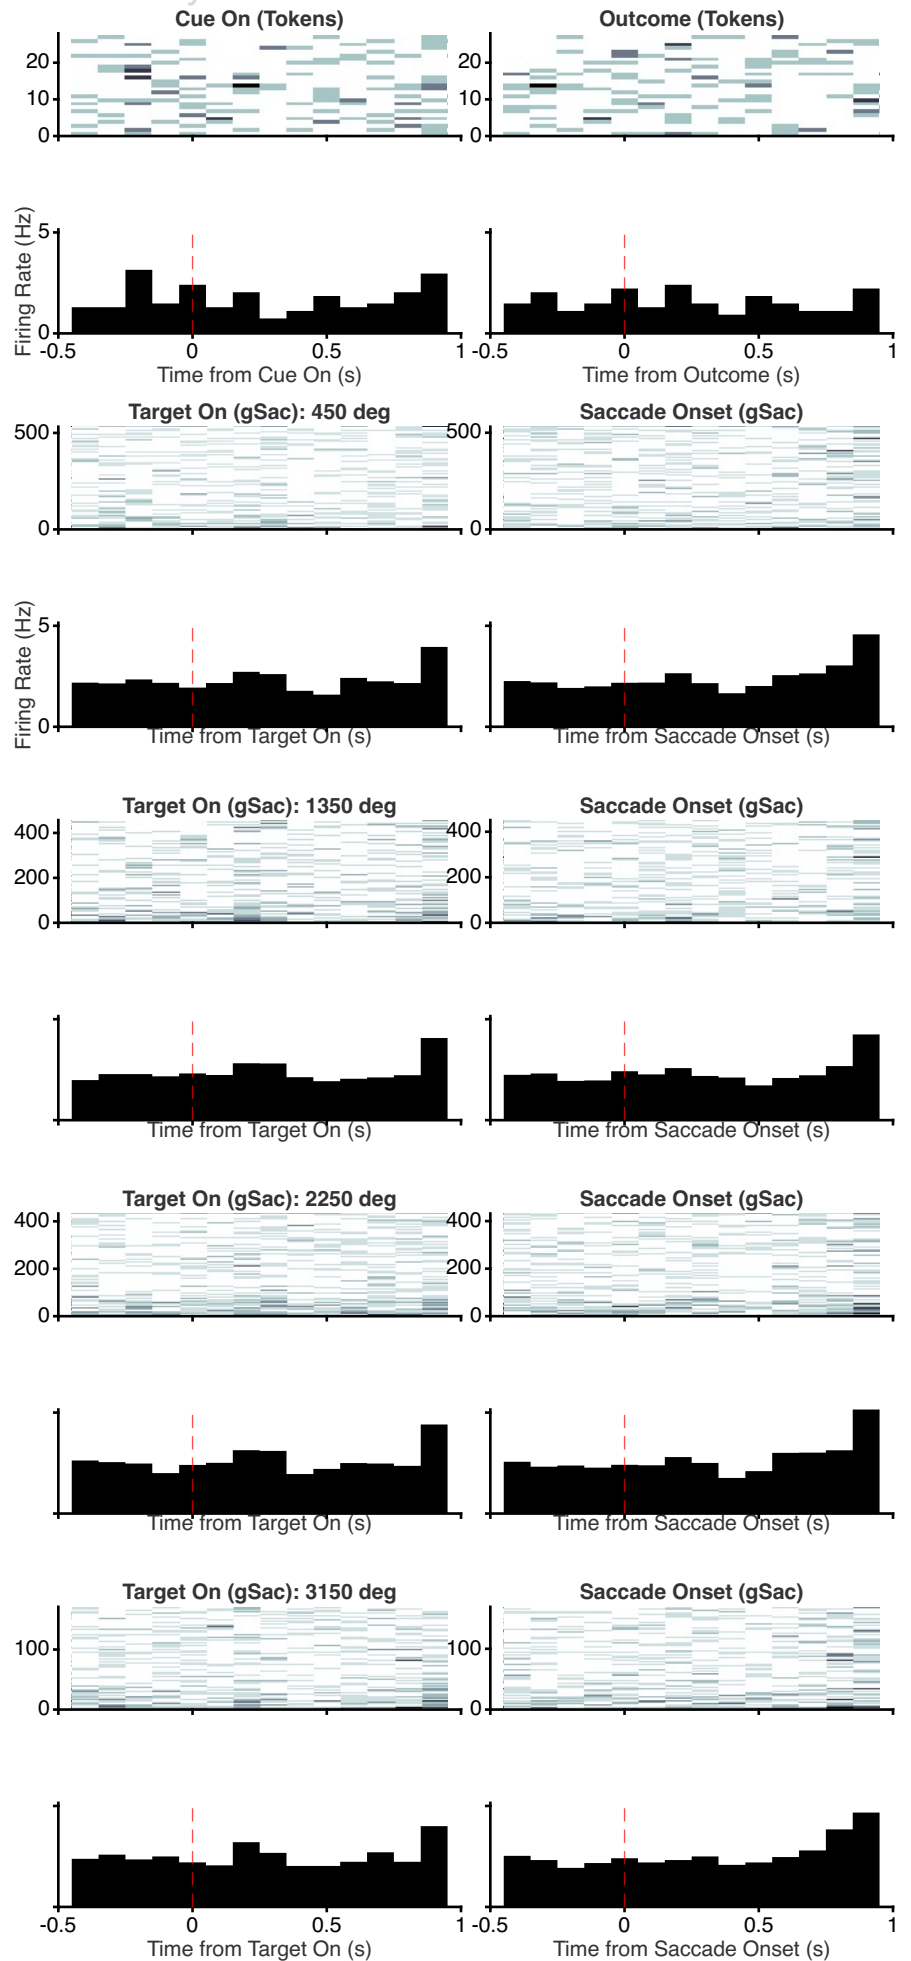 Cue On (Tokens) Outcome (Tokens)
20 20
10 10
0 0
Firing Rate (Hz)
5
0
-0.5 0 0.5 1 -0.5 0 0.5 1
Time from Cue On (s) Time from Outcome (s)
Target On (gSac): 450 deg Saccade Onset (gSac)
500 500
0 0
Firing Rate (Hz)
5
0
Time from Target On (s) Time from Saccade Onset (s)
Target On (gSac): 1350 deg Saccade Onset (gSac)
400 400
200 200
0 0
Time from Target On (s) Time from Saccade Onset (s)
Target On (gSac): 2250 deg Saccade Onset (gSac)
400 400
200 200
0 0
Time from Target On (s) Time from Saccade Onset (s)
Target On (gSac): 3150 deg Saccade Onset (gSac)
100 100
0 0
-0.5 0 0.5 1 -0.5 0 0.5 1
Time from Target On (s) Time from Saccade Onset (s)